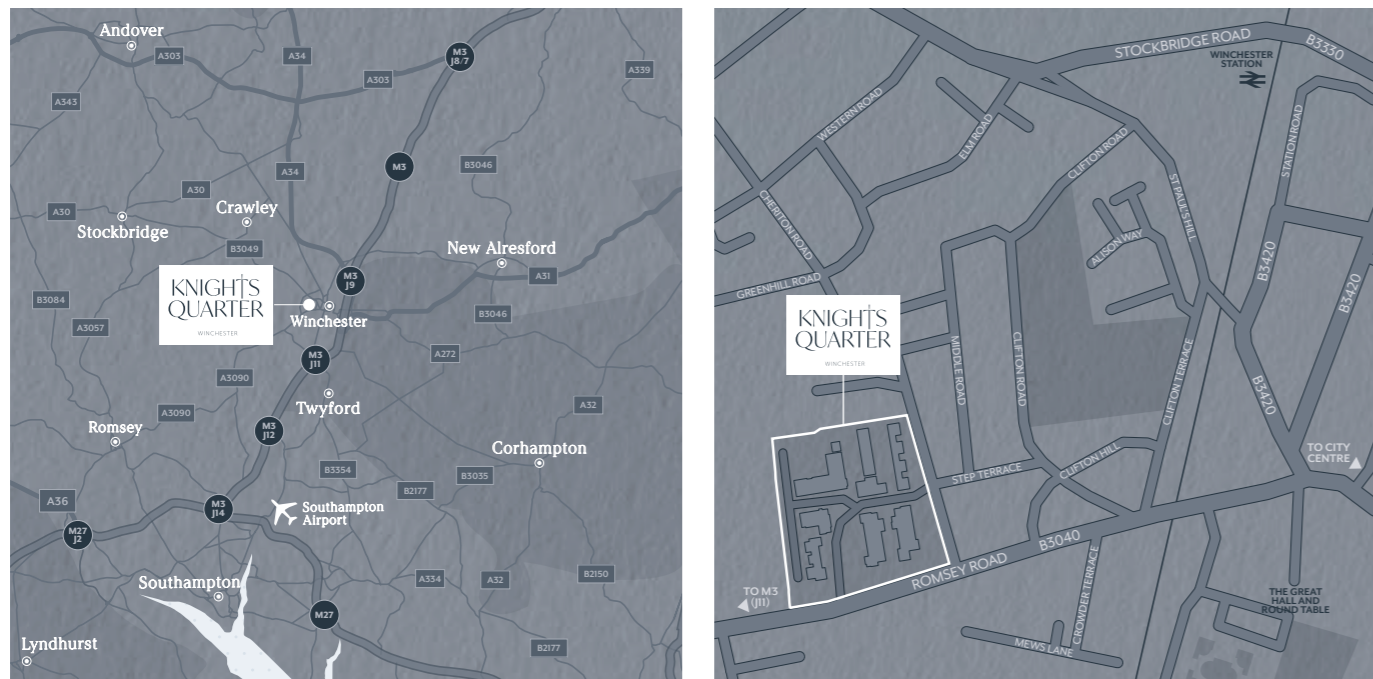 Andover
A303
A34
M3
J8/7
A339
A303
A343
M3
B3046
A34
A30
A30
Crawley
Stockbridge
New Alresford
B3049
A31
M3
J9
KNIGHTS
QUARTER
WINCHESTER
B3084
Winchester
B3046
A3057
M3
J11
A272
A3090
Twyford
A3090
A32
Romsey
M3
J12
Corhampton
B3354
B3035
B2177
A36
M3
J14
Southampton
Airport
M27
J2
Southampton
A334
A32
B2150
M27
Lyndhurst
B2177
STOCKBRIDGE ROAD
B3330
WINCHESTER
STATION
WESTERN ROAD
ELM ROAD
CLIFTON ROAD
STATION ROAD
CHERITON ROAD
ST PAUL'S HILL
ALISON WAY
B3420
B3420
GREENHILL ROAD
KNIGHTS
QUARTER
WINCHESTER
MIDDLE ROAD
CLIFTON ROAD
CLIFTON TERRACE
B3420
TO CITY
CENTRE
STEP TERRACE
CLIFTON HILL
B3040
ROMSEY ROAD
TO M3
(J11)
CROWDER TERRACE
THE GREAT
HALL AND
ROUND TABLE
MEWS LANE